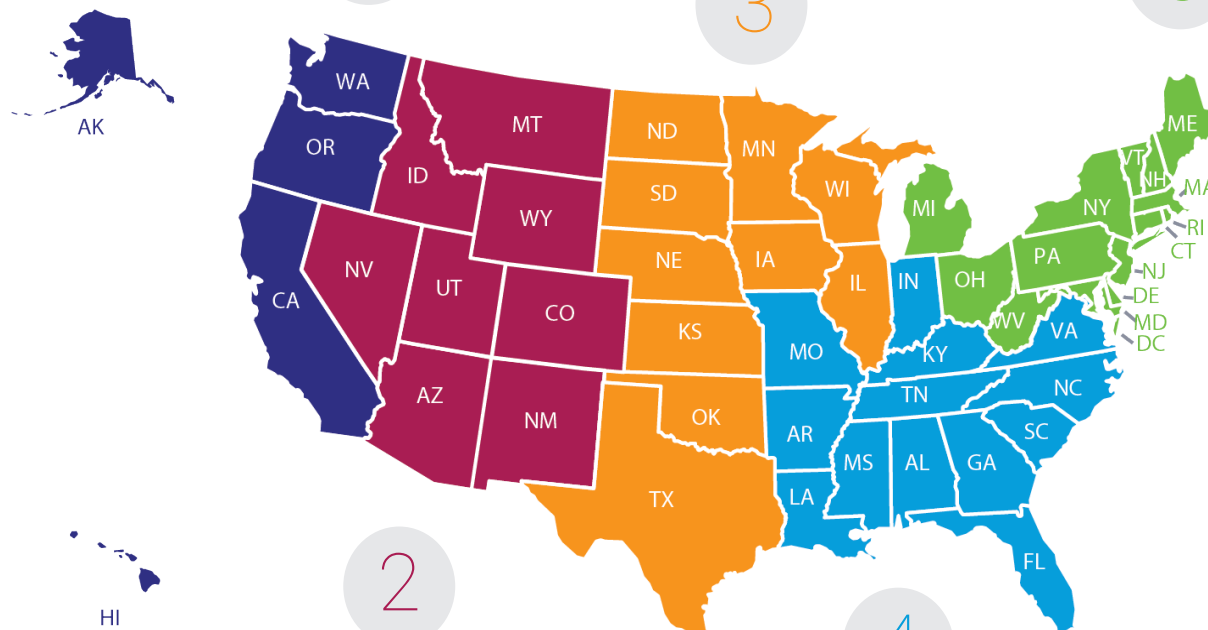 3
AK
WA
OR
CA
HI
ID
MT
WY
NV
UT
CO
AZ
NM
2
ND
SD
NE
KS
OK
TX
MN
IA
WI
IL
MO
AR
LA
IN
KY
TN
MS
AL
GA
FL
SC
NC
VA
4
MI
OH
WV
PA
NY
VT
NH
ME
MA
RI
CT
NJ
DE
MD
DC